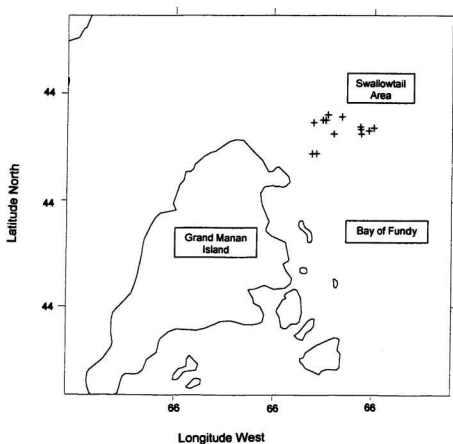 Swallowtail
Area
44
Latitude North
44
Grand Manan
Island
Bay of Fundy
44
66
66
66
Longitude West